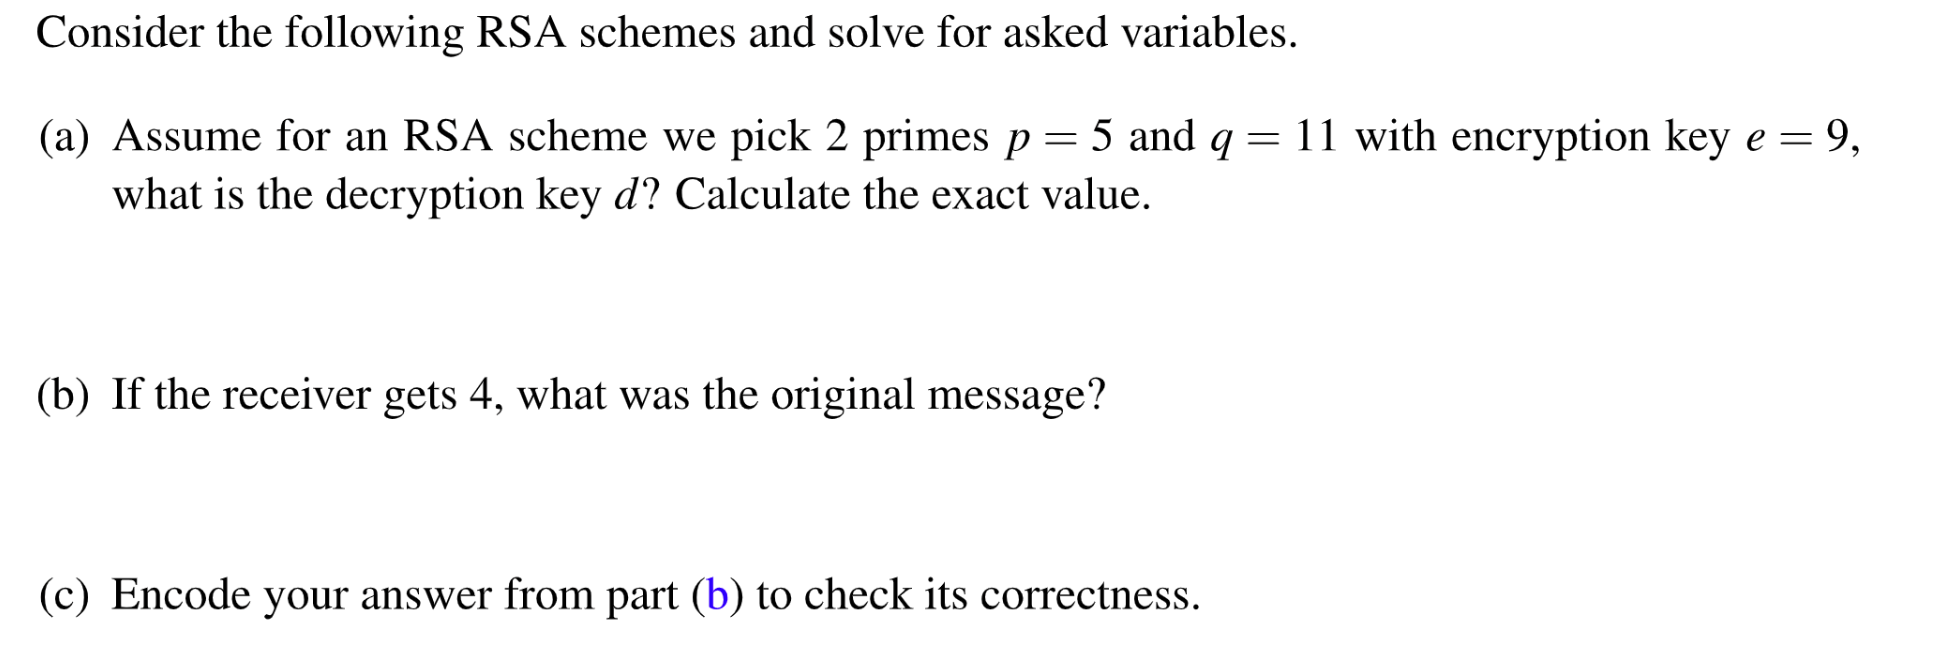 Consider the following RSA schemes and solve for asked variables.
(a) Assume for an RSA scheme we pick 2 primes p = 5 and q = 11 with encryption key e = 9,
what is the decryption key d? Calculate the exact value.
(b) If the receiver gets 4, what was the original message?
(c) Encode your answer from part (b) to check its correctness.